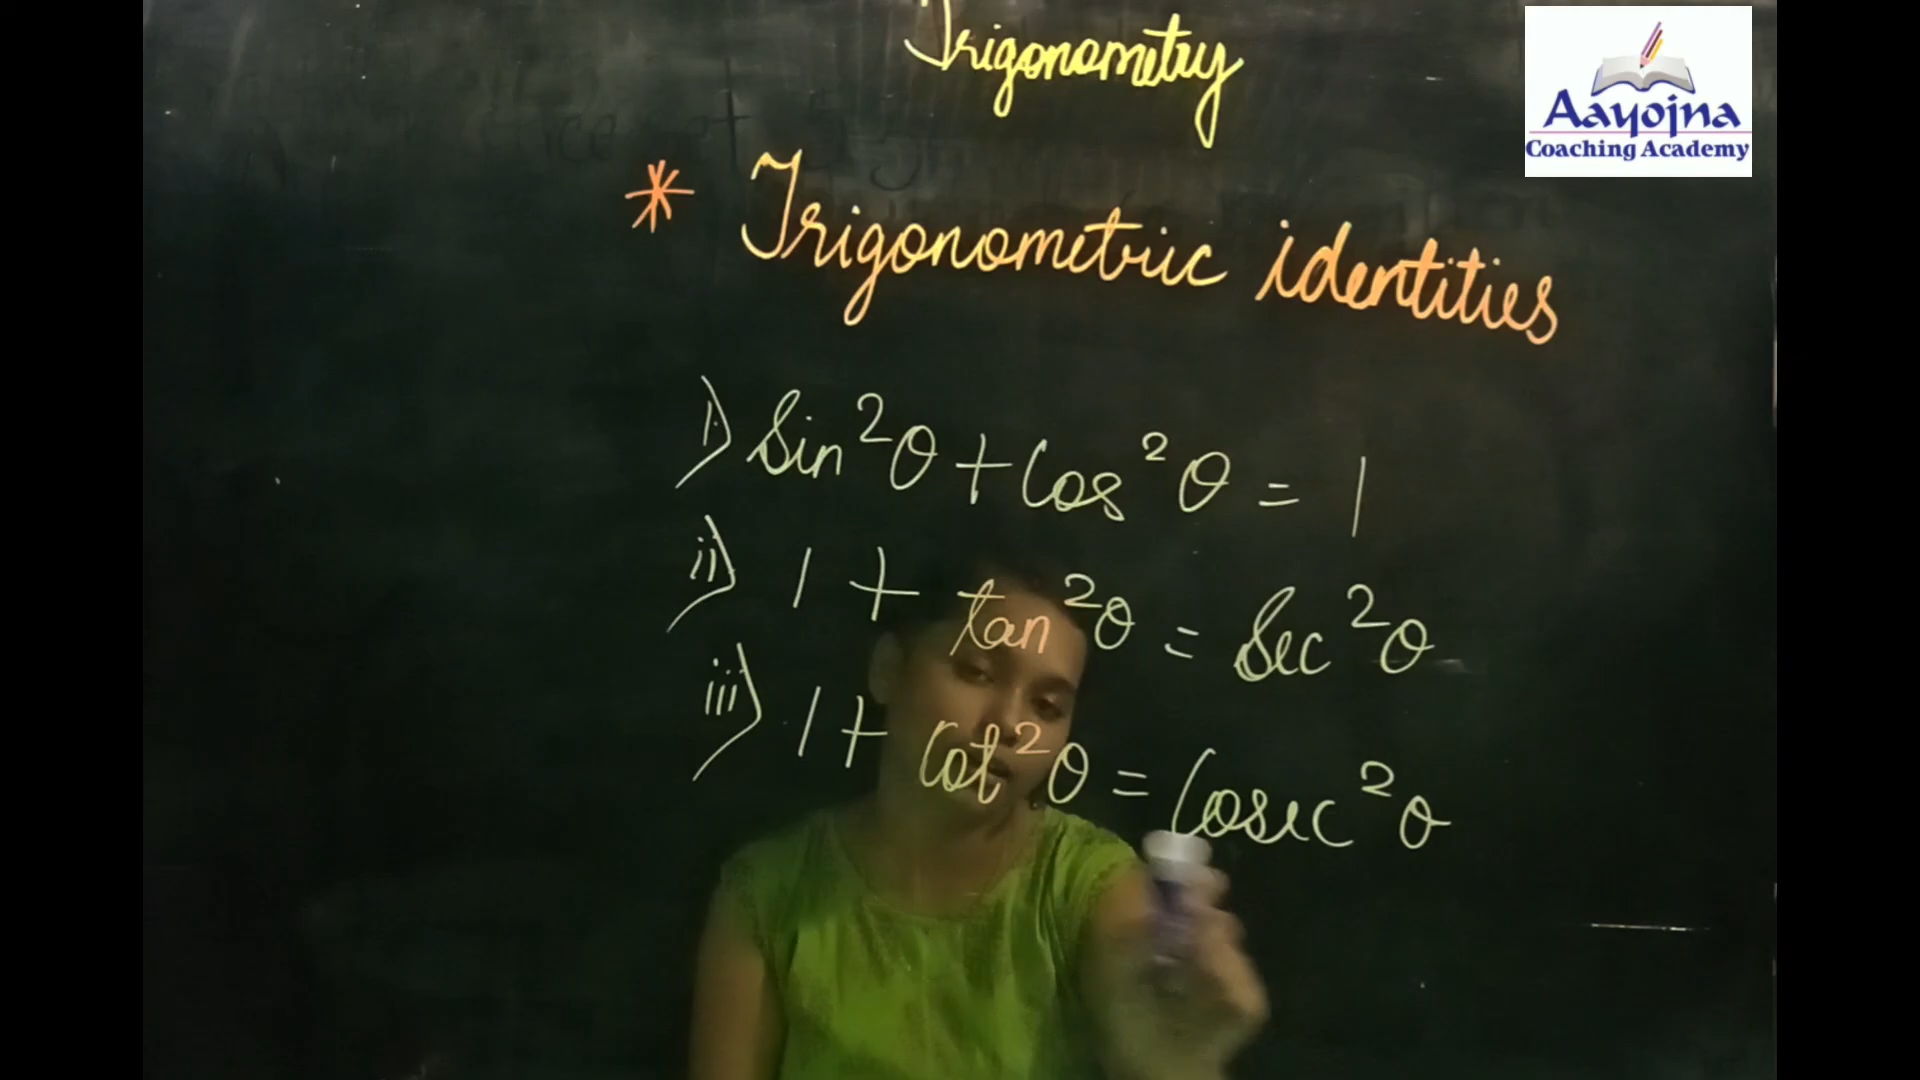 Trigonometry
Aayojna
Coaching Academy
* Trigonometric identities
i) Sin²θ + Cos²θ = 1
ii) 1 + tan²θ = Sec²θ
iii) 1 + Cot²θ = Cosec²θ